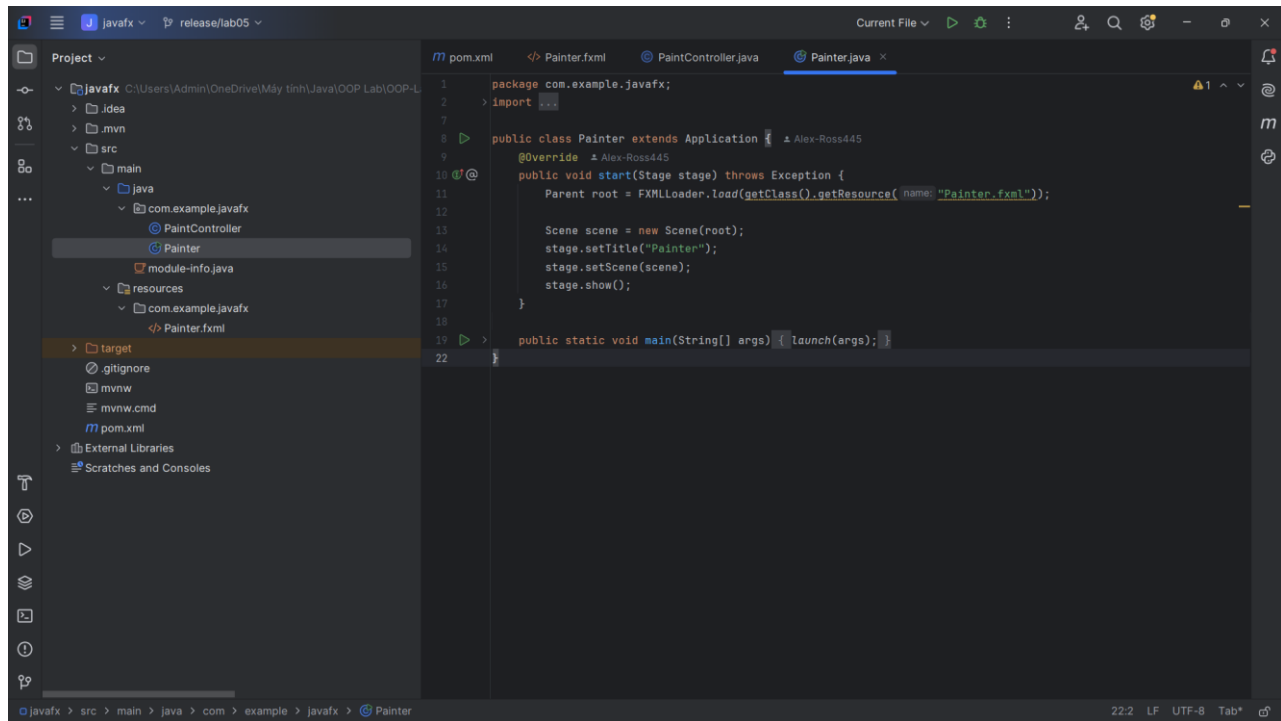 J javafx release/lab05 Current File
Project
javafx C:\Users\Admin\OneDrive\Máy tính\Java\OOP Lab\OOP-L
.idea
.mvn
src
main
java
com.example.javafx
PaintController
Painter
module-info.java
resources
com.example.javafx
Painter.fxml
target
.gitignore
mvnw
mvnw.cmd
pom.xml
External Libraries
Scratches and Consoles
pom.xml Painter.fxml PaintController.java Painter.java
1 package com.example.javafx;
2 import ...
7
8 public class Painter extends Application { Alex-Ross445
9 @Override Alex-Ross445
10 public void start(Stage stage) throws Exception {
11 Parent root = FXMLLoader.load(getClass().getResource( name: "Painter.fxml"));
12
13 Scene scene = new Scene(root);
14 stage.setTitle("Painter");
15 stage.setScene(scene);
16 stage.show();
17 }
18
19 public static void main(String[] args) { launch(args); }
22 }
1
javafx > src > main > java > com > example > javafx > Painter
22:2 LF UTF-8 Tab*